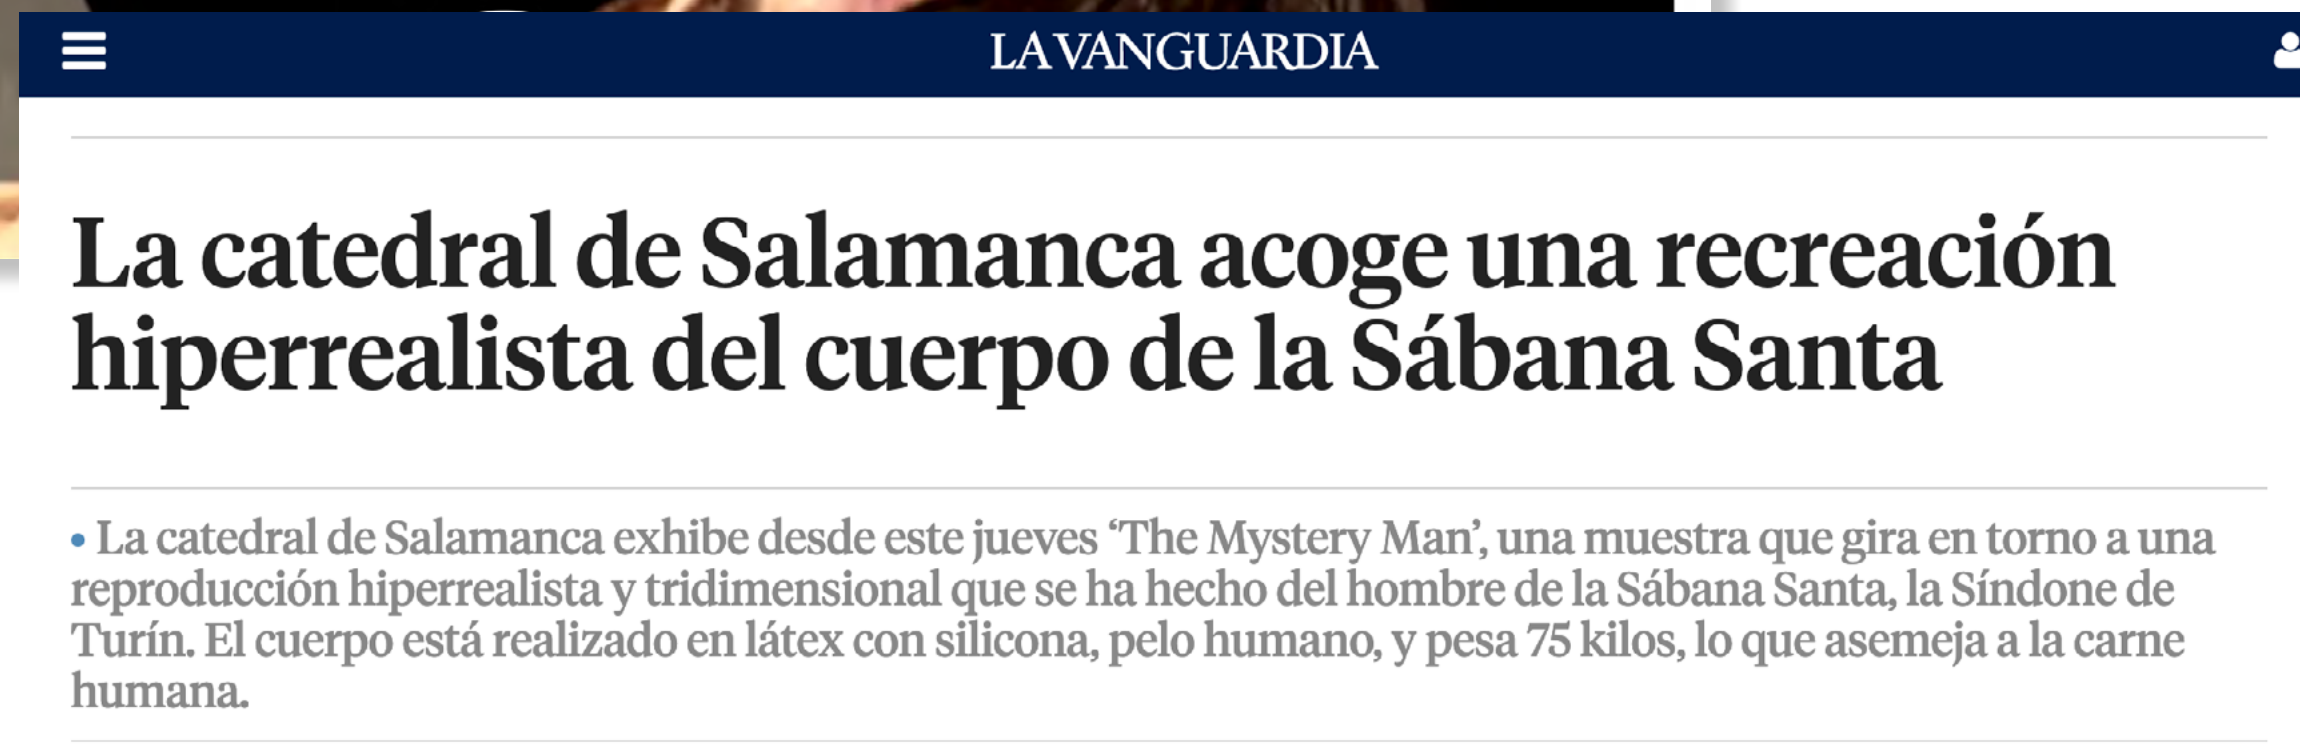 LA VANGUARDIA
La catedral de Salamanca acoge una recreación
hiperrealista del cuerpo de la Sábana Santa
• La catedral de Salamanca exhibe desde este jueves ‘The Mystery Man’, una muestra que gira en torno a una
reproducción hiperrealista y tridimensional que se ha hecho del hombre de la Sábana Santa, la Síndone de
Turín. El cuerpo está realizado en látex con silicona, pelo humano, y pesa 75 kilos, lo que asemeja a la carne
humana.